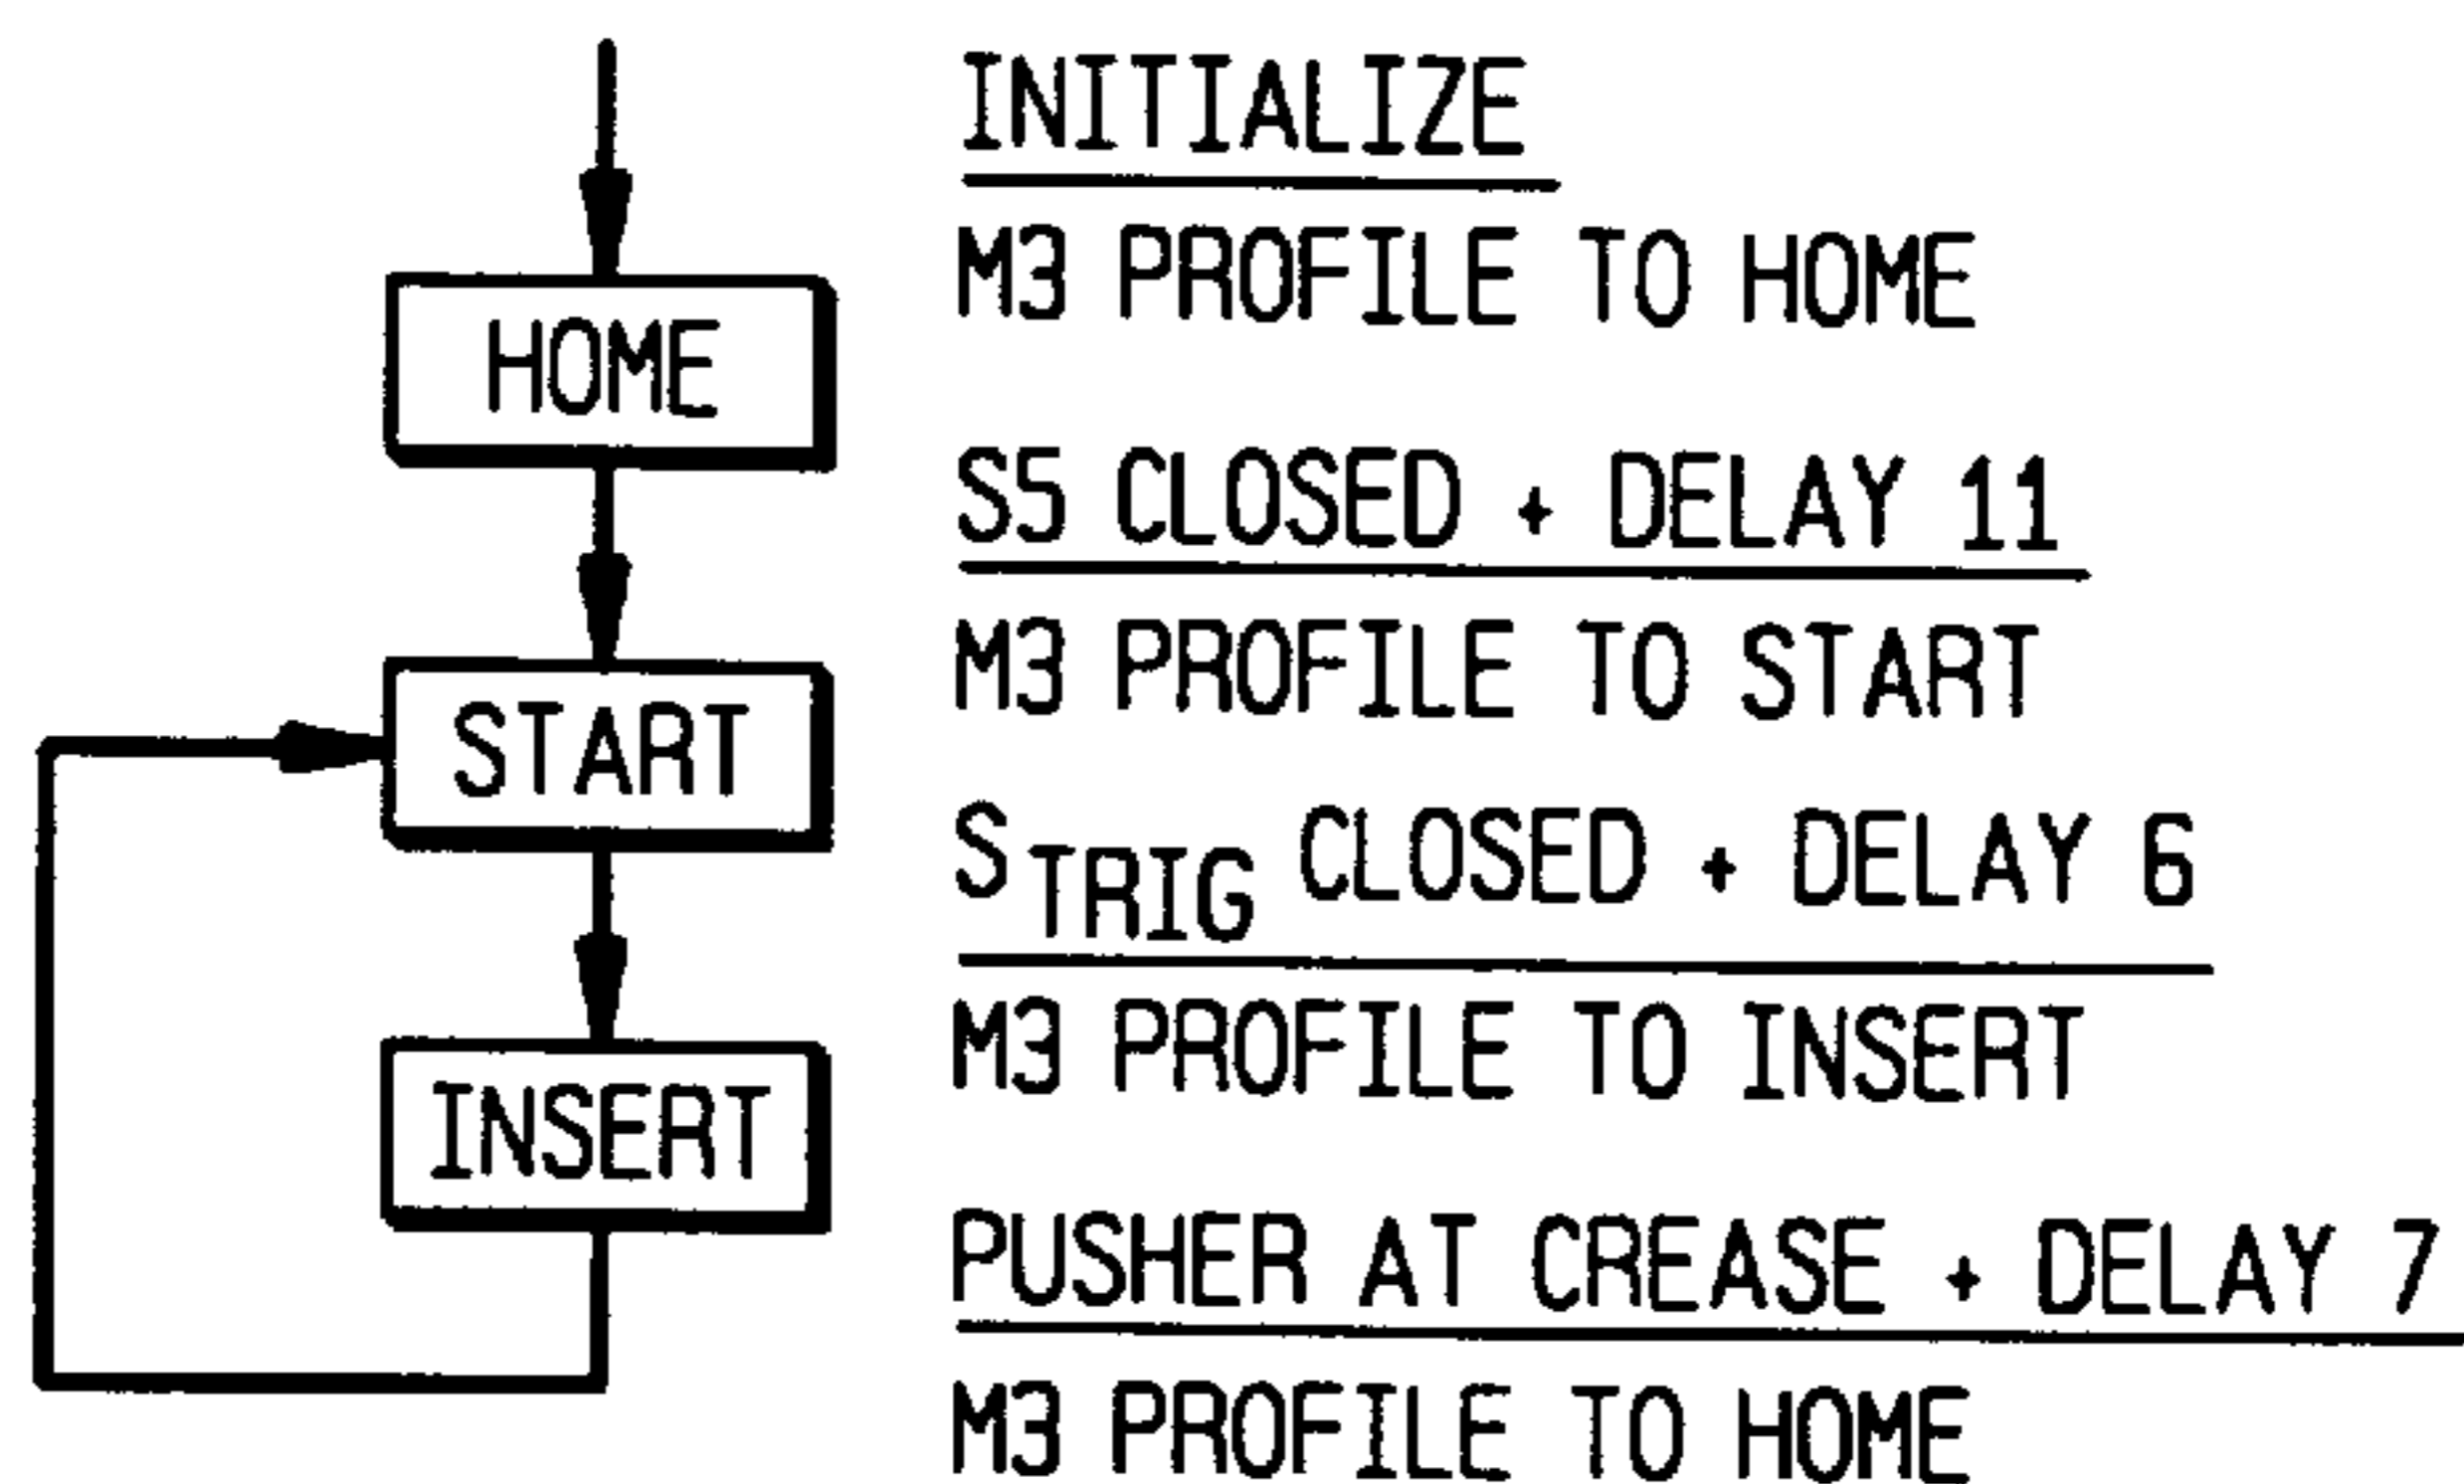 INITIALIZE
M3 PROFILE TO HOME
HOME
S5 CLOSED + DELAY 11
M3 PROFILE TO START
START
STRIG CLOSED + DELAY 6
M3 PROFILE TO INSERT
INSERT
PUSHER AT CREASE + DELAY 7
M3 PROFILE TO HOME